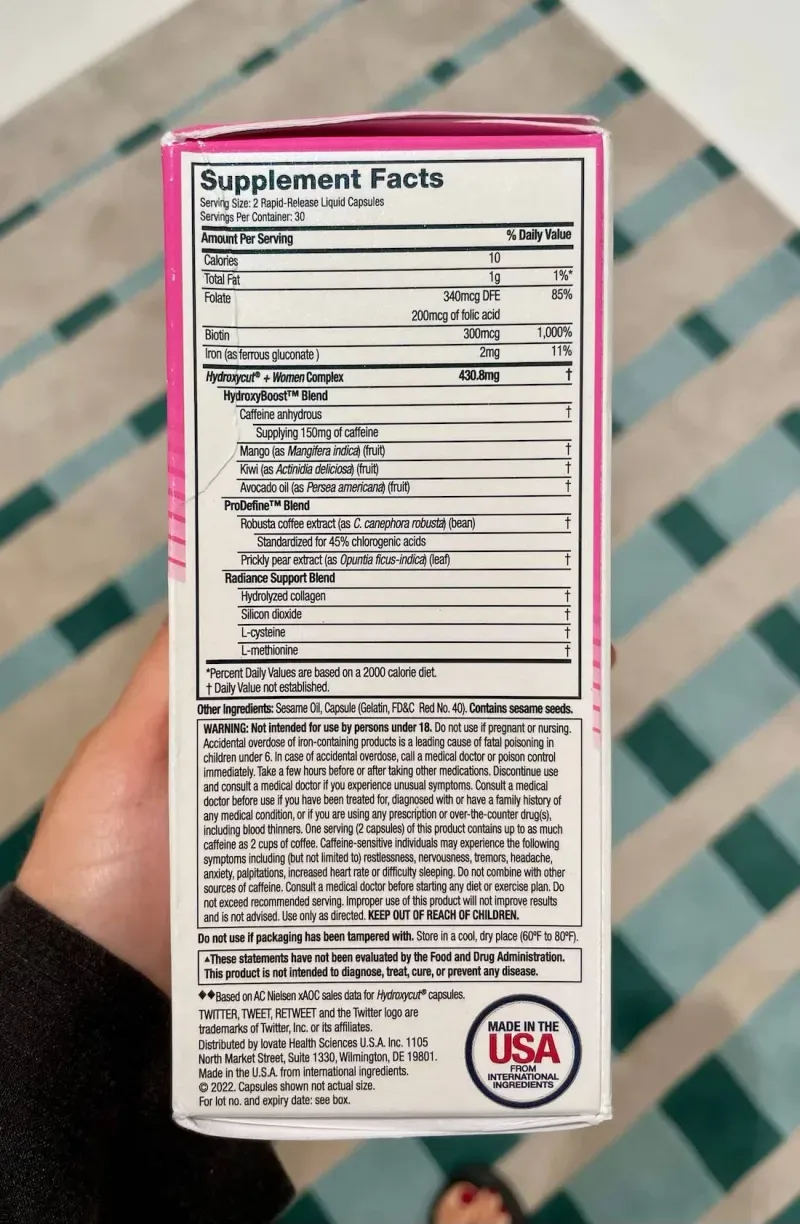 Supplement Facts
Serving Size: 2 Rapid-Release Liquid Capsules
Servings Per Container: 30
Amount Per Serving % Daily Value
Calories 10
Total Fat 1g 1%*
Folate 340mcg DFE 85%
200mcg of folic acid
Biotin 300mcg 1,000%
Iron (as ferrous gluconate) 2mg 11%
Hydroxycut® + Women Complex 430.8mg †
HydroxyBoost™ Blend
Caffeine anhydrous †
Supplying 150mg of caffeine
Mango (as Mangifera indica) (fruit) †
Kiwi (as Actinidia deliciosa) (fruit) †
Avocado oil (as Persea americana) (fruit) †
ProDefine™ Blend
Robusta coffee extract (as C. canephora robusta) (bean) †
Standardized for 45% chlorogenic acids
Prickly pear extract (as Opuntia ficus-indica) (leaf) †
Radiance Support Blend
Hydrolyzed collagen †
Silicon dioxide †
L-cysteine †
L-methionine †
*Percent Daily Values are based on a 2000 calorie diet.
† Daily Value not established.
Other Ingredients: Sesame Oil, Capsule (Gelatin, FD&C Red No. 40). Contains sesame seeds.
WARNING: Not intended for use by persons under 18. Do not use if pregnant or nursing.
Accidental overdose of iron-containing products is a leading cause of fatal poisoning in
children under 6. In case of accidental overdose, call a medical doctor or poison control
immediately. Take a few hours before or after taking other medications. Discontinue use
and consult a medical doctor if you experience unusual symptoms. Consult a medical
doctor before use if you have been treated for, diagnosed with or have a family history of
any medical condition, or if you are using any prescription or over-the-counter drug(s),
including blood thinners. One serving (2 capsules) of this product contains up to as much
caffeine as 2 cups of coffee. Caffeine-sensitive individuals may experience the following
symptoms including (but not limited to) restlessness, nervousness, tremors, headache,
anxiety, palpitations, increased heart rate or difficulty sleeping. Do not combine with other
sources of caffeine. Consult a medical doctor before starting any diet or exercise plan. Do
not exceed recommended serving. Improper use of this product will not improve results
and is not advised. Use only as directed. KEEP OUT OF REACH OF CHILDREN.
Do not use if packaging has been tampered with. Store in a cool, dry place (60°F to 80°F).
▲These statements have not been evaluated by the Food and Drug Administration.
This product is not intended to diagnose, treat, cure, or prevent any disease.
◆◆Based on AC Nielsen xAOC sales data for Hydroxycut® capsules.
TWITTER, TWEET, RETWEET and the Twitter logo are
trademarks of Twitter, Inc. or its affiliates.
Distributed by Iovate Health Sciences U.S.A. Inc. 1105
North Market Street, Suite 1330, Wilmington, DE 19801.
Made in the U.S.A. from international ingredients.
© 2022. Capsules shown not actual size.
For lot no. and expiry date: see box.
MADE IN THE
USA
FROM
INTERNATIONAL
INGREDIENTS